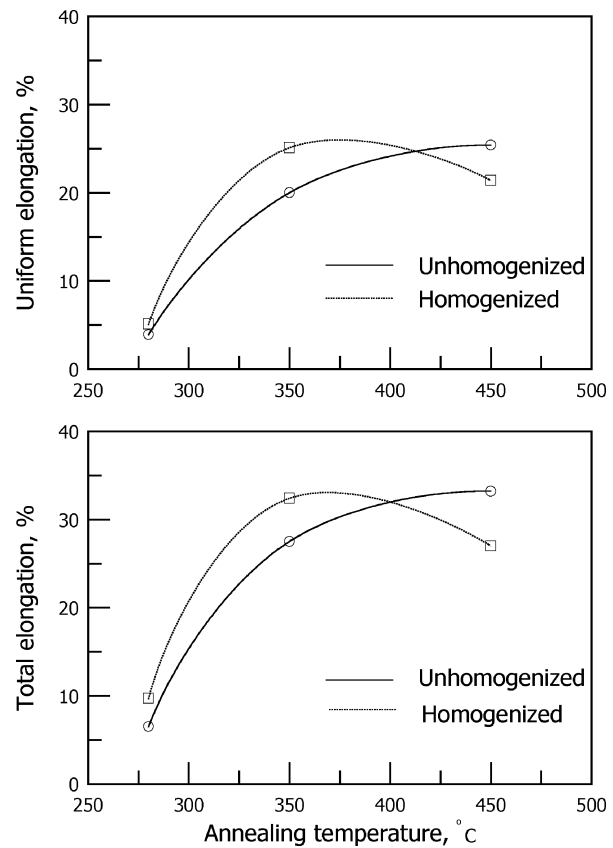 40
30
20
10
0
Uniform elongation, %
Unhomogenized
Homogenized
250 300 350 400 450 500
40
30
20
10
0
Total elongation, %
Unhomogenized
Homogenized
250 300 350 400 450 500
Annealing temperature, °C